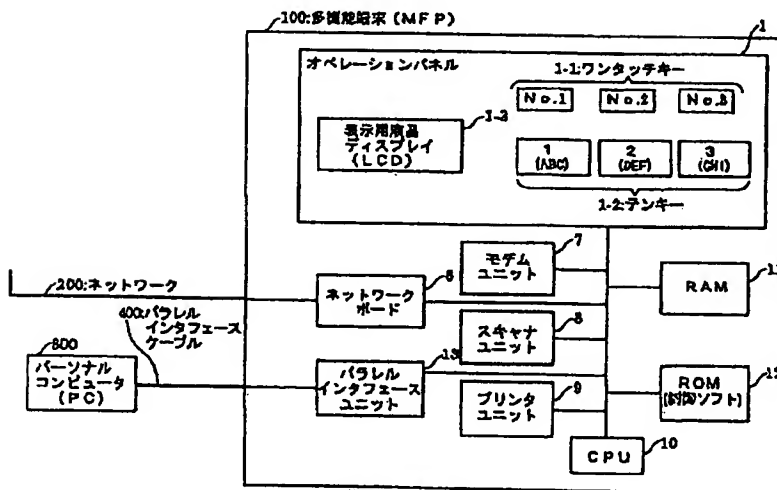 100:多機能端末(MFP)
1
オペレーションパネル
1-1:ワンタッチキー
No.1 No.2 No.3
1-3
表示用液晶
ディスプレイ
(LCD)
1 2 3
(ABC) (DEF) (GHI)
1-2:テンキー
200:ネットワーク
ネットワーク
ボード
6
モデム
ユニット
7
RAM
11
400:パラレル
インタフェース
ケーブル
スキャナ
ユニット
8
パーソナル
コンピュータ
(PC)
パラレル
インタフェース
ユニット
13
プリンタ
ユニット
9
ROM
(制御ソフト)
12
CPU
10